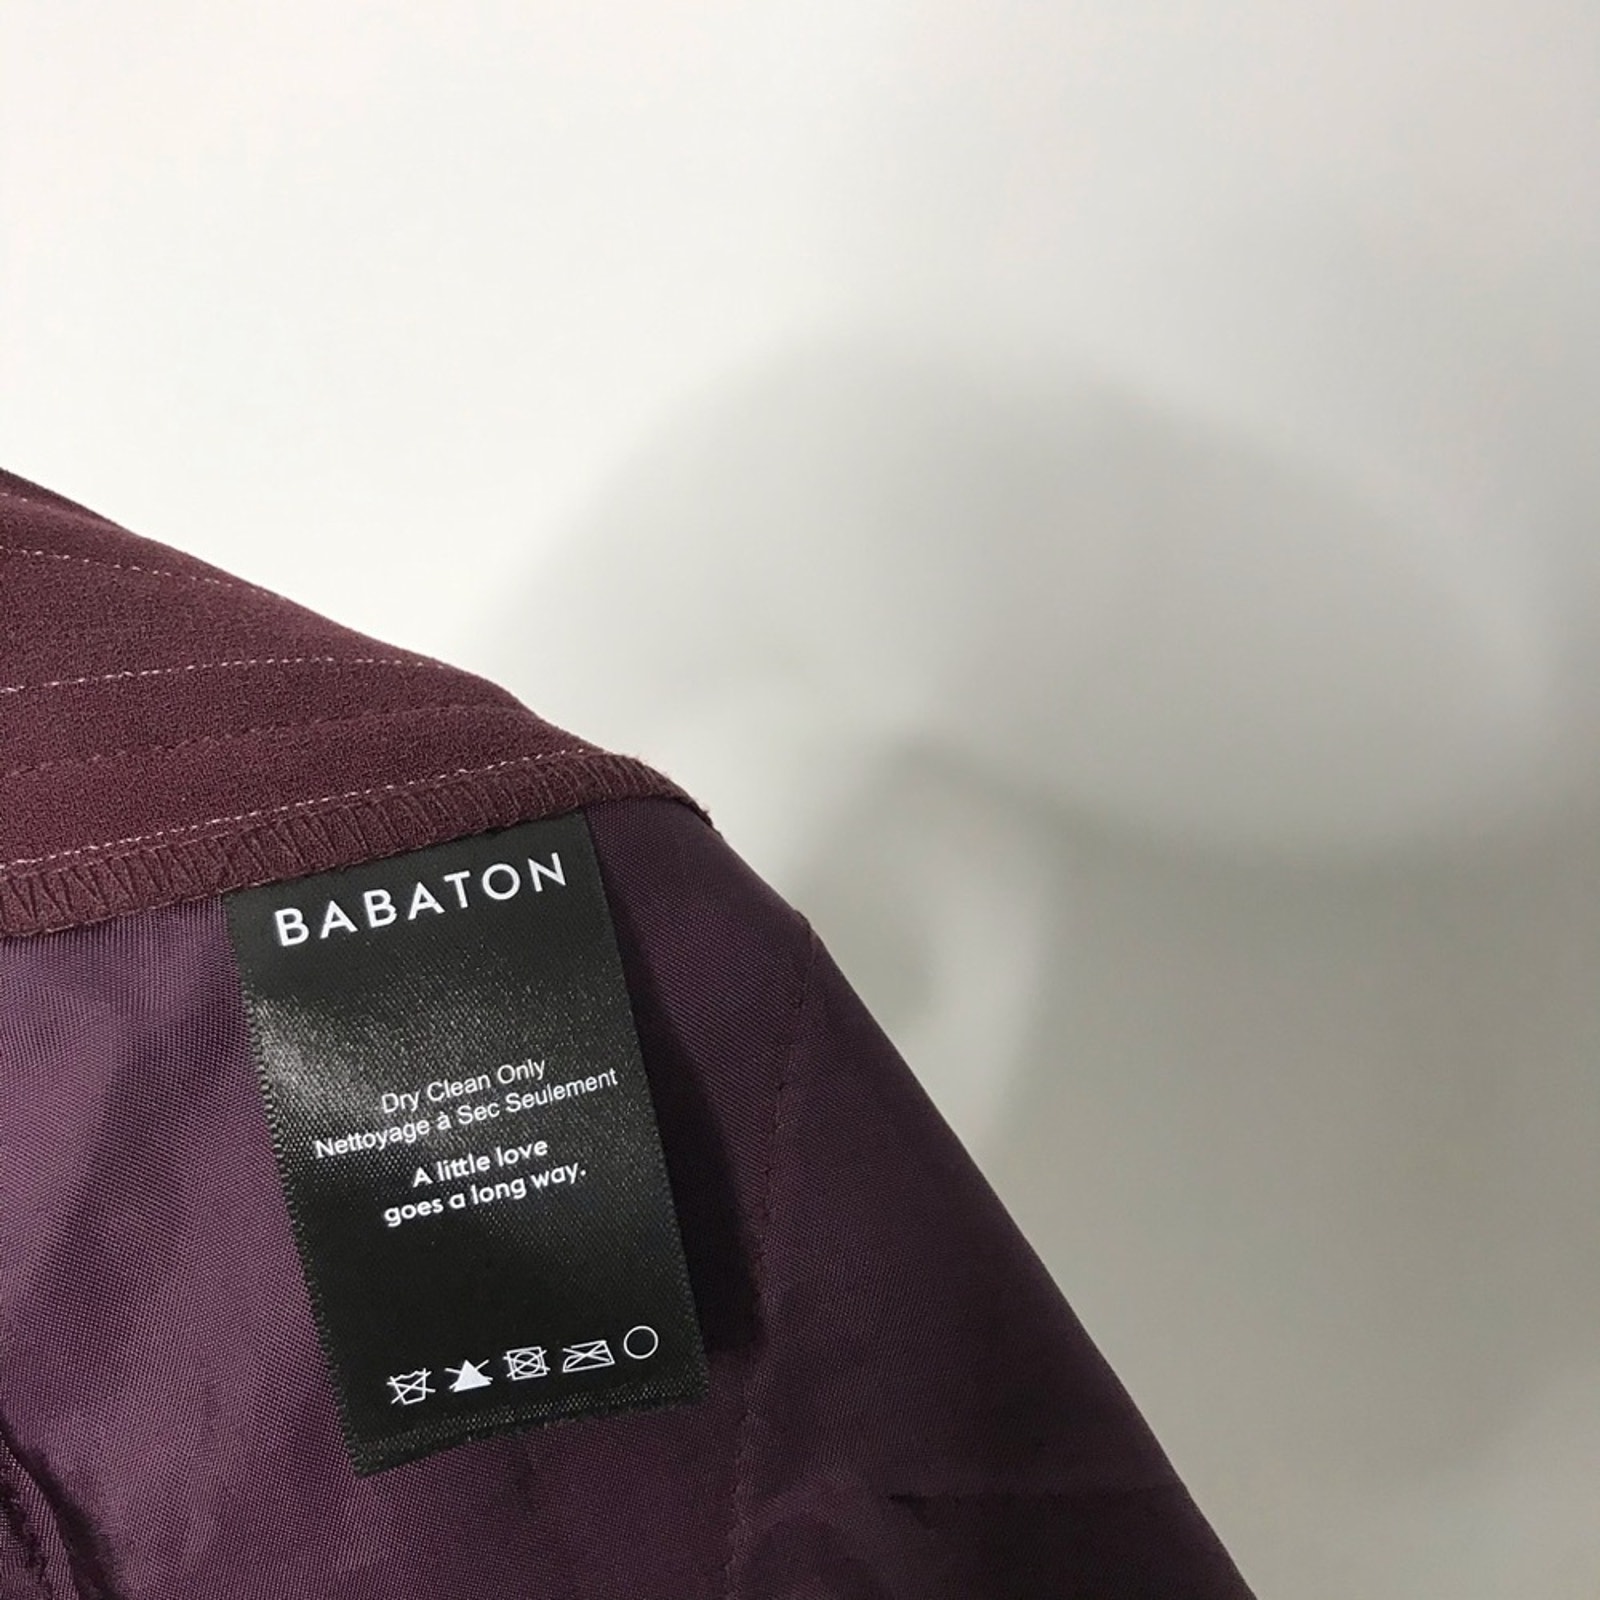 BABATON
Dry Clean Only
Nettoyage à Sec Seulement
A little love
goes a long way.